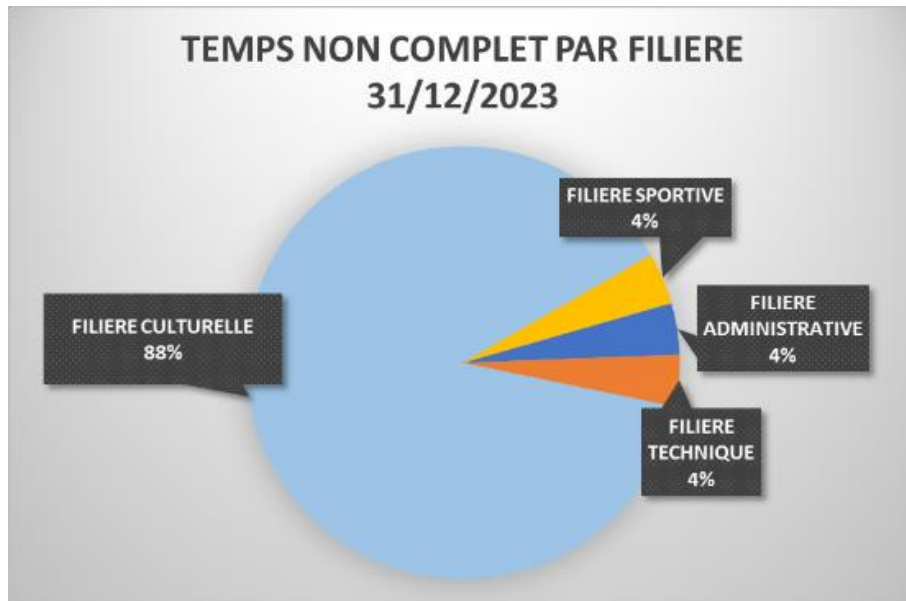 TEMPS NON COMPLET PAR FILIERE
31/12/2023
FILIERE SPORTIVE
4%
FILIERE
ADMINISTRATIVE
4%
FILIERE CULTURELLE
88%
FILIERE
TECHNIQUE
4%